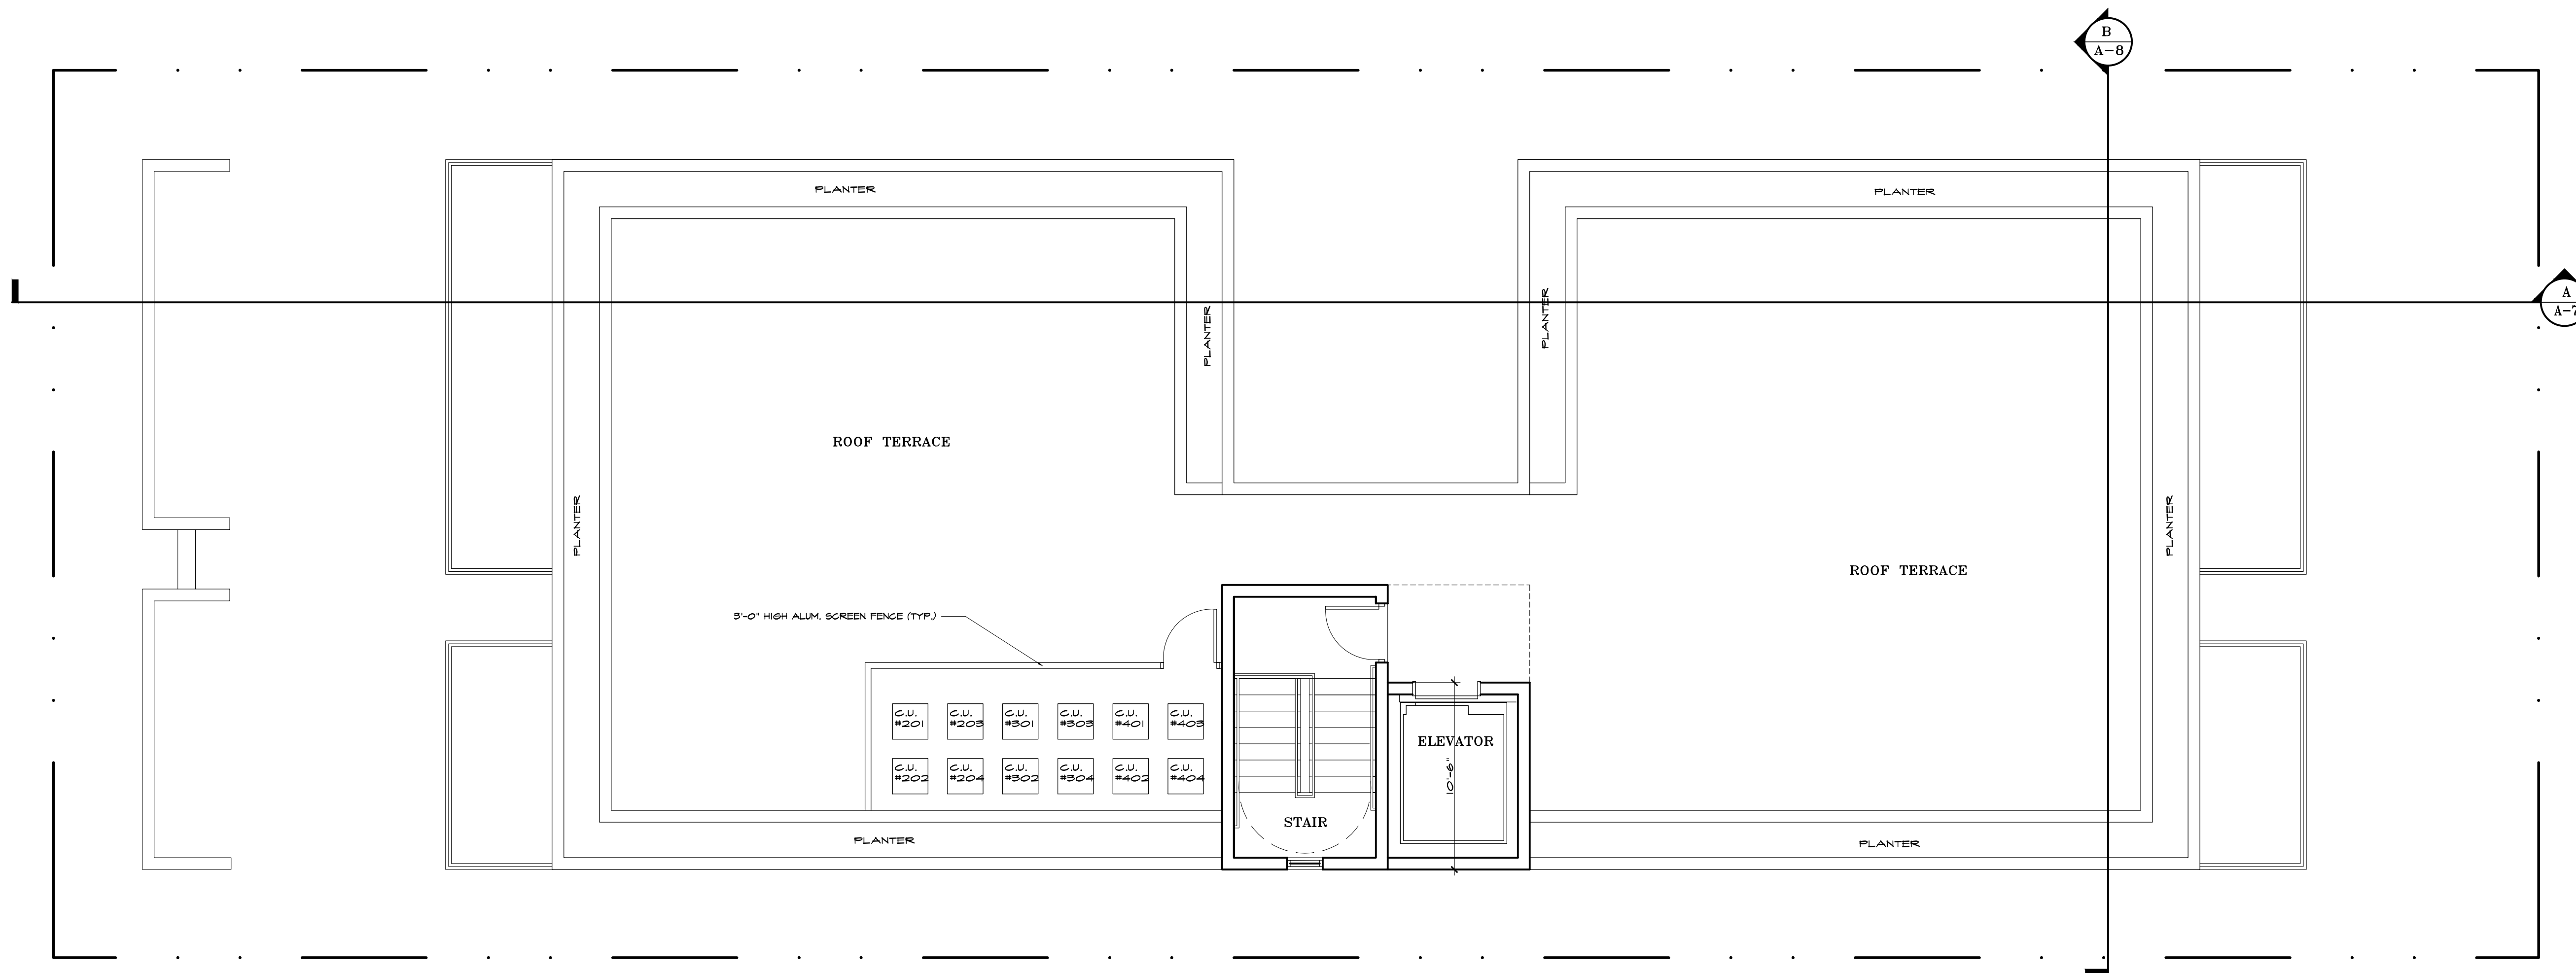 B
A-8
PLANTER
PLANTER
A
A-7
PLANTER
PLANTER
ROOF TERRACE
PLANTER
PLANTER
ROOF TERRACE
3'-0" HIGH ALUM. SCREEN FENCE (TYP.)
C.U.
#201
C.U.
#203
C.U.
#301
C.U.
#303
C.U.
#401
C.U.
#403
ELEVATOR
10'-6"
C.U.
#202
C.U.
#204
C.U.
#302
C.U.
#304
C.U.
#402
C.U.
#404
STAIR
PLANTER
PLANTER